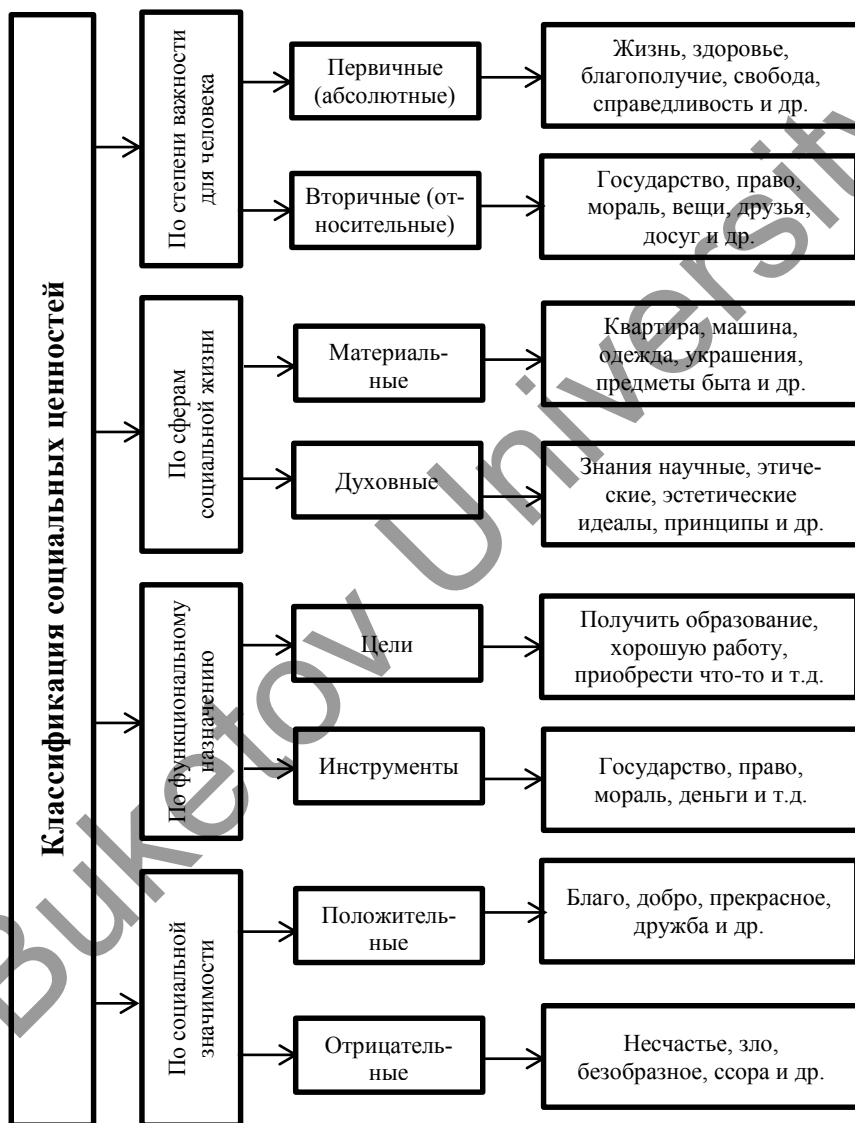 Классификация социальных ценностей
По степени важности
для человека
Первичные
(абсолютные)
Жизнь, здоровье,
благополучие, свобода,
справедливость и др.
Вторичные (от-
носительные)
Государство, право,
мораль, вещи, друзья,
досуг и др.
По сферам
социальной жизни
Материаль-
ные
Квартира, машина,
одежда, украшения,
предметы быта и др.
Духовные
Знания научные, этиче-
ские, эстетические
идеалы, принципы и др.
По функциональному
назначению
Цели
Получить образование,
хорошую работу,
приобрести что-то и т.д.
Инструменты
Государство, право,
мораль, деньги и т.д.
По социальной
значимости
Положитель-
ные
Благо, добро, прекрасное,
дружба и др.
Отрицатель-
ные
Несчастье, зло,
безобразное, ссора и др.
Buketov University